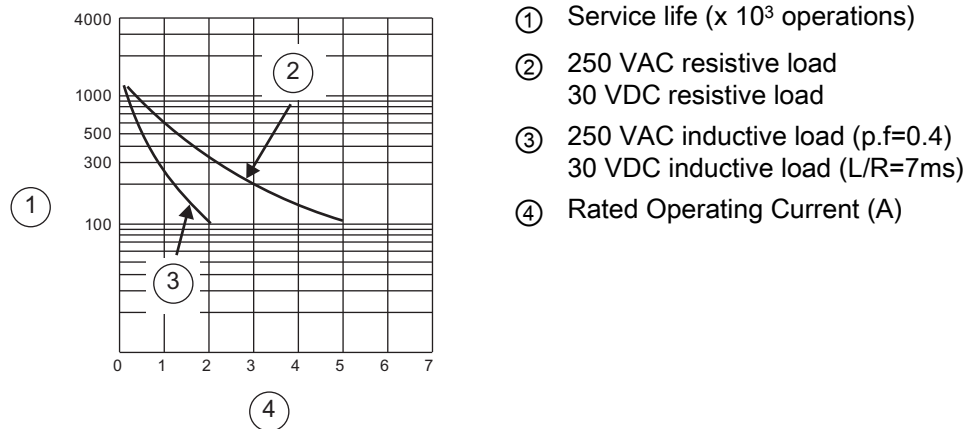 4000
1000
500
300
100
0 1 2 3 4 5 6 7
①
②
③
④
① Service life (x 10³ operations)
② 250 VAC resistive load
30 VDC resistive load
③ 250 VAC inductive load (p.f=0.4)
30 VDC inductive load (L/R=7ms)
④ Rated Operating Current (A)